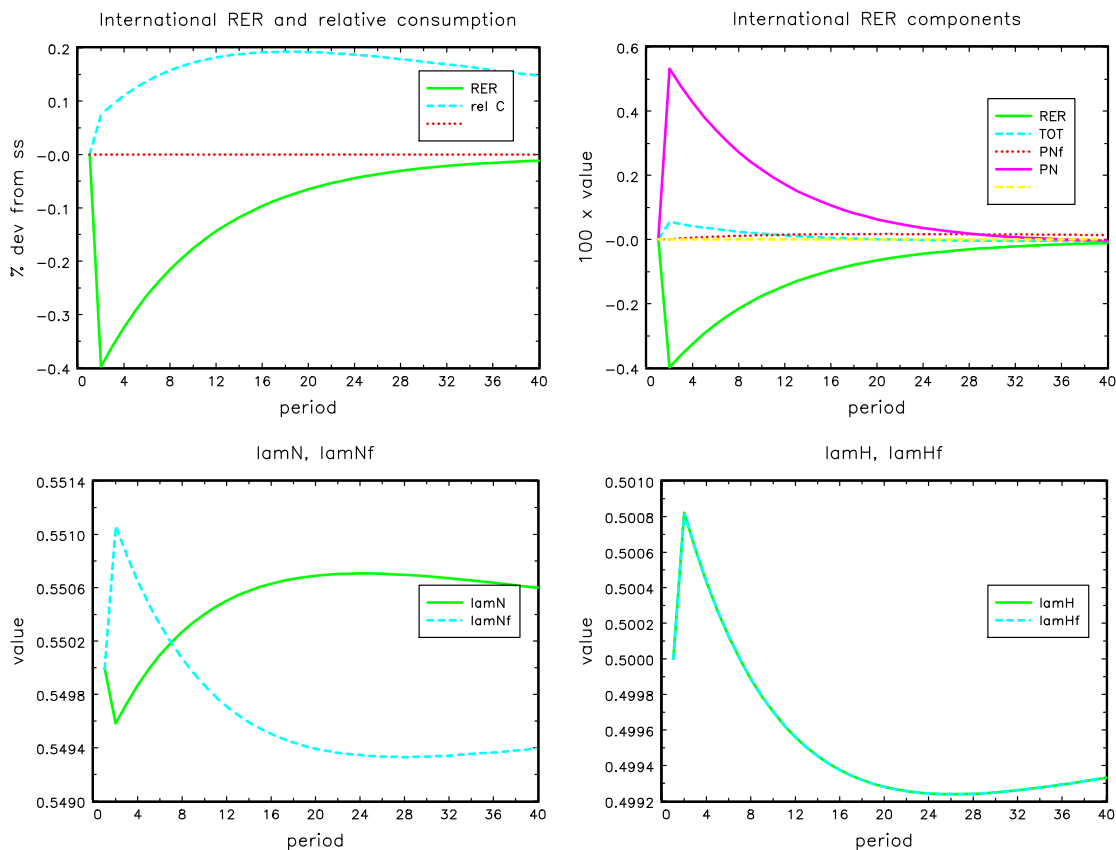 International RER and relative consumption
% dev from ss
0.2
0.1
−0.0
−0.1
−0.2
−0.3
−0.4
RER
rel C
0 4 8 12 16 20 24 28 32 36 40
period
International RER components
100 x value
0.6
0.4
0.2
−0.0
−0.2
−0.4
RER
TOT
PNf
PN
0 4 8 12 16 20 24 28 32 36 40
period
lamN, lamNf
value
0.5514
0.5510
0.5506
0.5502
0.5498
0.5494
0.5490
lamN
lamNf
0 4 8 12 16 20 24 28 32 36 40
period
lamH, lamHf
value
0.5010
0.5008
0.5006
0.5004
0.5002
0.5000
0.4998
0.4996
0.4994
0.4992
lamH
lamHf
0 4 8 12 16 20 24 28 32 36 40
period